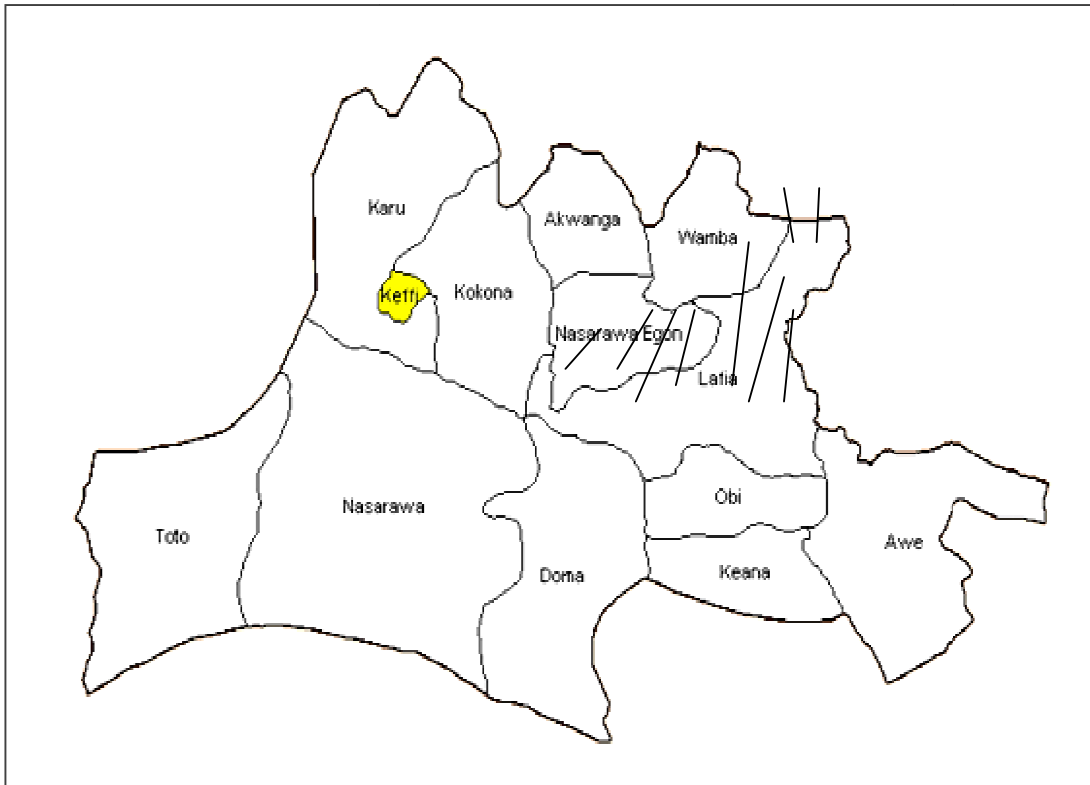 Karu
Akwanga
Wamba
Keffi
Kokona
Nasarawa Egon
Lafia
Obi
Nasarawa
Toto
Awe
Keana
Doma